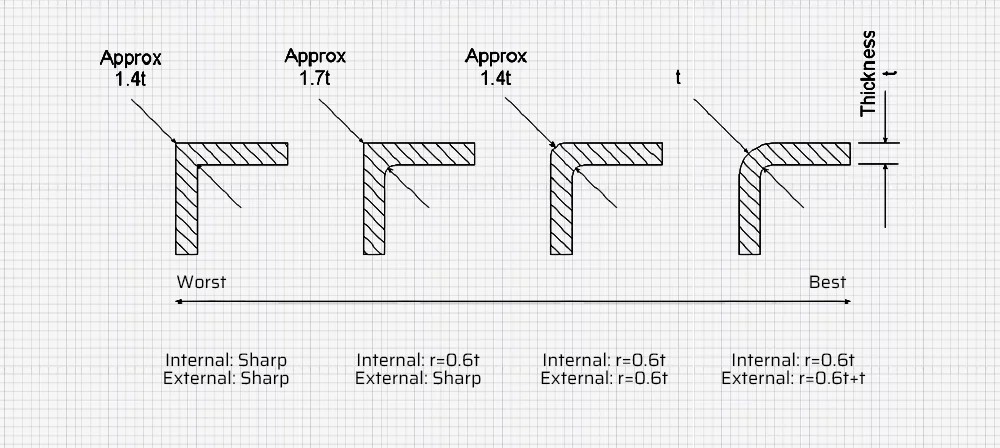 Approx
1.4t
Approx
1.7t
Approx
1.4t
t
Thickness
t
Worst
Best
Internal: Sharp
External: Sharp
Internal: r=0.6t
External: Sharp
Internal: r=0.6t
External: r=0.6t
Internal: r=0.6t
External: r=0.6t+t